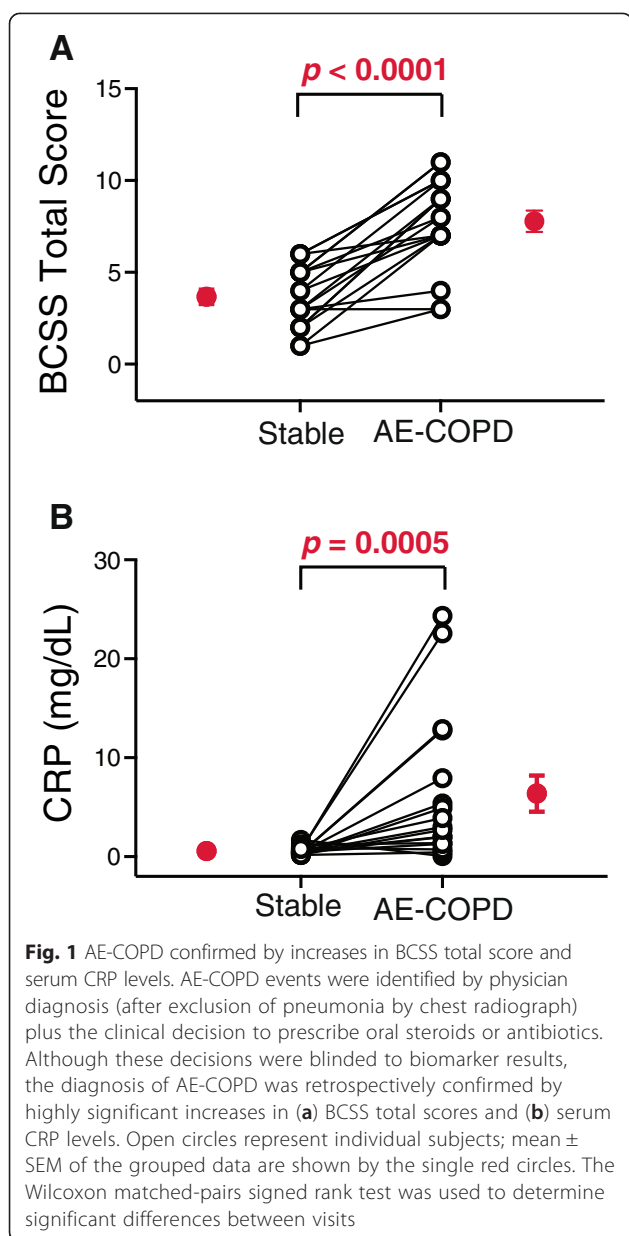 A
p < 0.0001
15
10
5
0
BCSS Total Score
Stable
AE-COPD
B
p = 0.0005
30
20
10
0
CRP (mg/dL)
Stable
AE-COPD
Fig. 1 AE-COPD confirmed by increases in BCSS total score and
serum CRP levels. AE-COPD events were identified by physician
diagnosis (after exclusion of pneumonia by chest radiograph)
plus the clinical decision to prescribe oral steroids or antibiotics.
Although these decisions were blinded to biomarker results,
the diagnosis of AE-COPD was retrospectively confirmed by
highly significant increases in (a) BCSS total scores and (b) serum
CRP levels. Open circles represent individual subjects; mean ±
SEM of the grouped data are shown by the single red circles. The
Wilcoxon matched-pairs signed rank test was used to determine
significant differences between visits